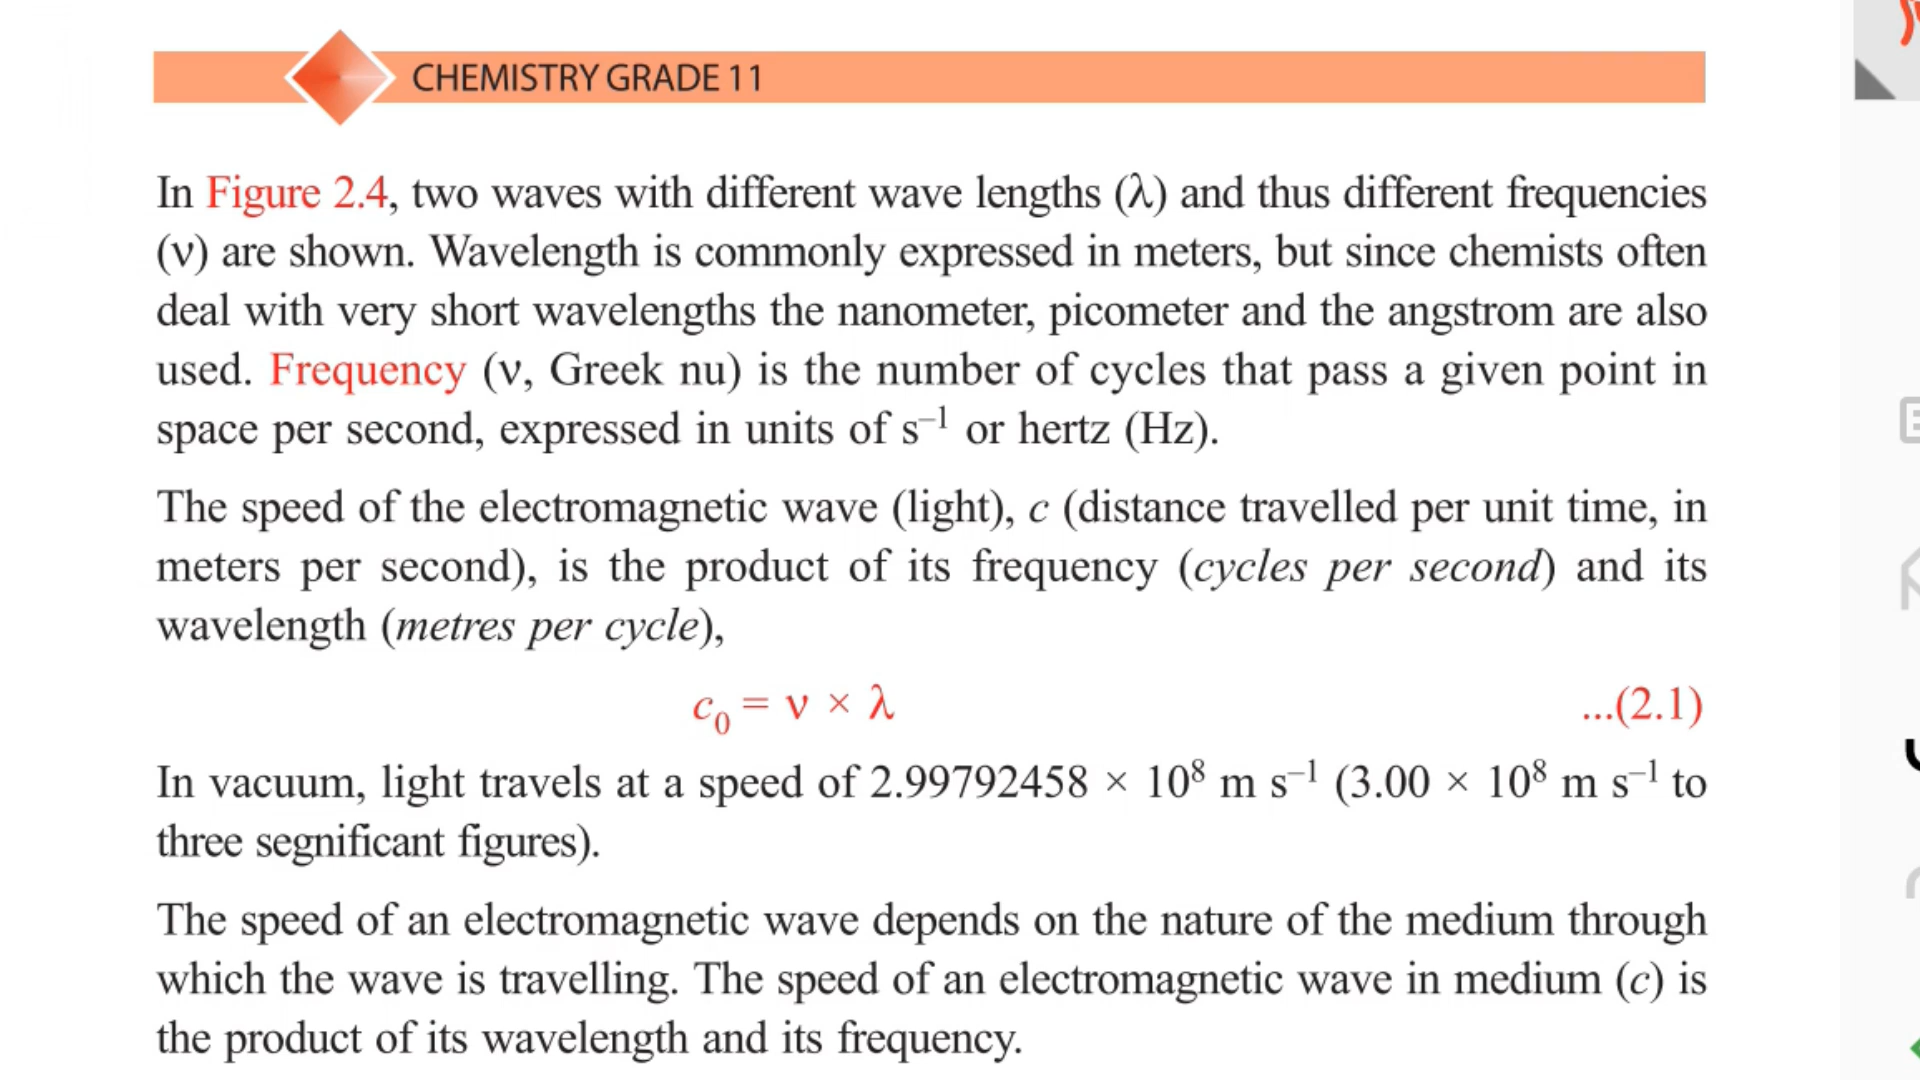 CHEMISTRY GRADE 11
In Figure 2.4, two waves with different wave lengths (λ) and thus different frequencies
(ν) are shown. Wavelength is commonly expressed in meters, but since chemists often
deal with very short wavelengths the nanometer, picometer and the angstrom are also
used. Frequency (ν, Greek nu) is the number of cycles that pass a given point in
space per second, expressed in units of s⁻¹ or hertz (Hz).
The speed of the electromagnetic wave (light), c (distance travelled per unit time, in
meters per second), is the product of its frequency (cycles per second) and its
wavelength (metres per cycle),
c₀ = ν × λ ...(2.1)
In vacuum, light travels at a speed of 2.99792458 × 10⁸ m s⁻¹ (3.00 × 10⁸ m s⁻¹ to
three segnificant figures).
The speed of an electromagnetic wave depends on the nature of the medium through
which the wave is travelling. The speed of an electromagnetic wave in medium (c) is
the product of its wavelength and its frequency.